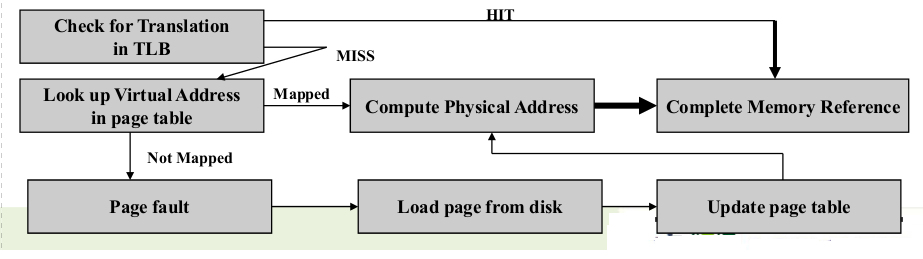 Check for Translation
in TLB
HIT
MISS
Look up Virtual Address
in page table
Mapped
Compute Physical Address
Complete Memory Reference
Not Mapped
Page fault
Load page from disk
Update page table